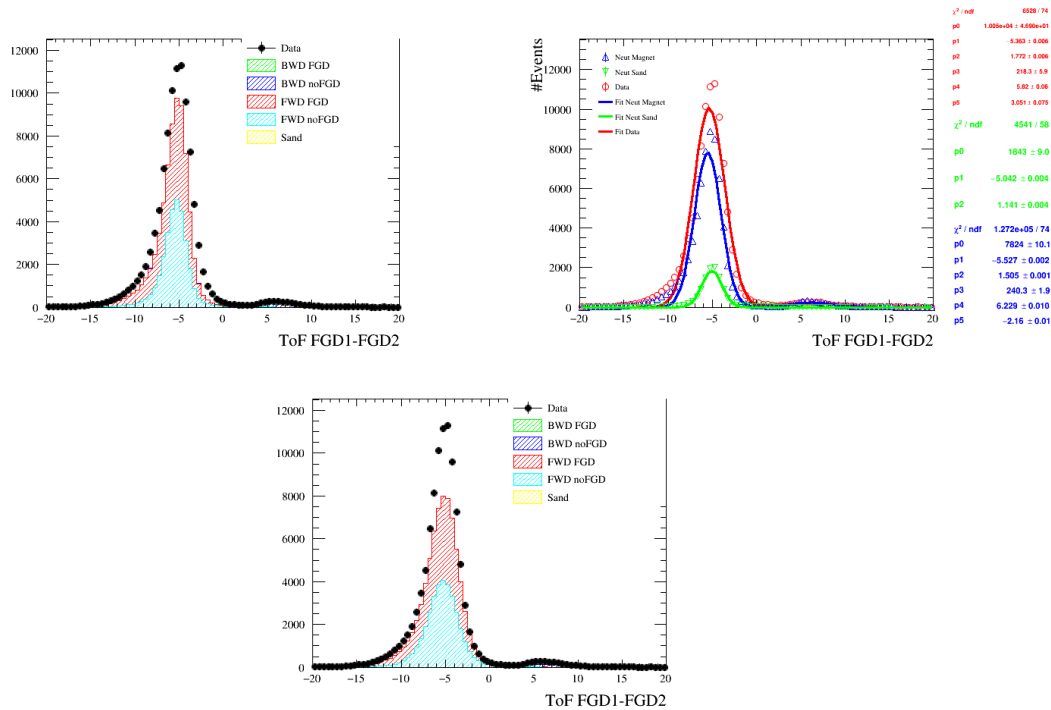 Data
BWD FGD
BWD noFGD
FWD FGD
FWD noFGD
Sand
12000
10000
8000
6000
4000
2000
0
−20 −15 −10 −5 0 5 10 15 20
ToF FGD1-FGD2
#Events
Neut Magnet
Neut Sand
Data
Fit Neut Magnet
Fit Neut Sand
Fit Data
12000
10000
8000
6000
4000
2000
0
−20 −15 −10 −5 0 5 10 15 20
ToF FGD1-FGD2
χ² / ndf 6528 / 74
p0 1.005e+04 ± 4.690e+01
p1 −5.363 ± 0.006
p2 1.772 ± 0.006
p3 218.3 ± 5.9
p4 5.82 ± 0.06
p5 3.051 ± 0.075
χ² / ndf 4541 / 58
p0 1843 ± 9.0
p1 −5.042 ± 0.004
p2 1.141 ± 0.004
χ² / ndf 1.272e+05 / 74
p0 7824 ± 10.1
p1 −5.527 ± 0.002
p2 1.505 ± 0.001
p3 240.3 ± 1.9
p4 6.229 ± 0.010
p5 −2.16 ± 0.01
Data
BWD FGD
BWD noFGD
FWD FGD
FWD noFGD
Sand
12000
10000
8000
6000
4000
2000
0
−20 −15 −10 −5 0 5 10 15 20
ToF FGD1-FGD2